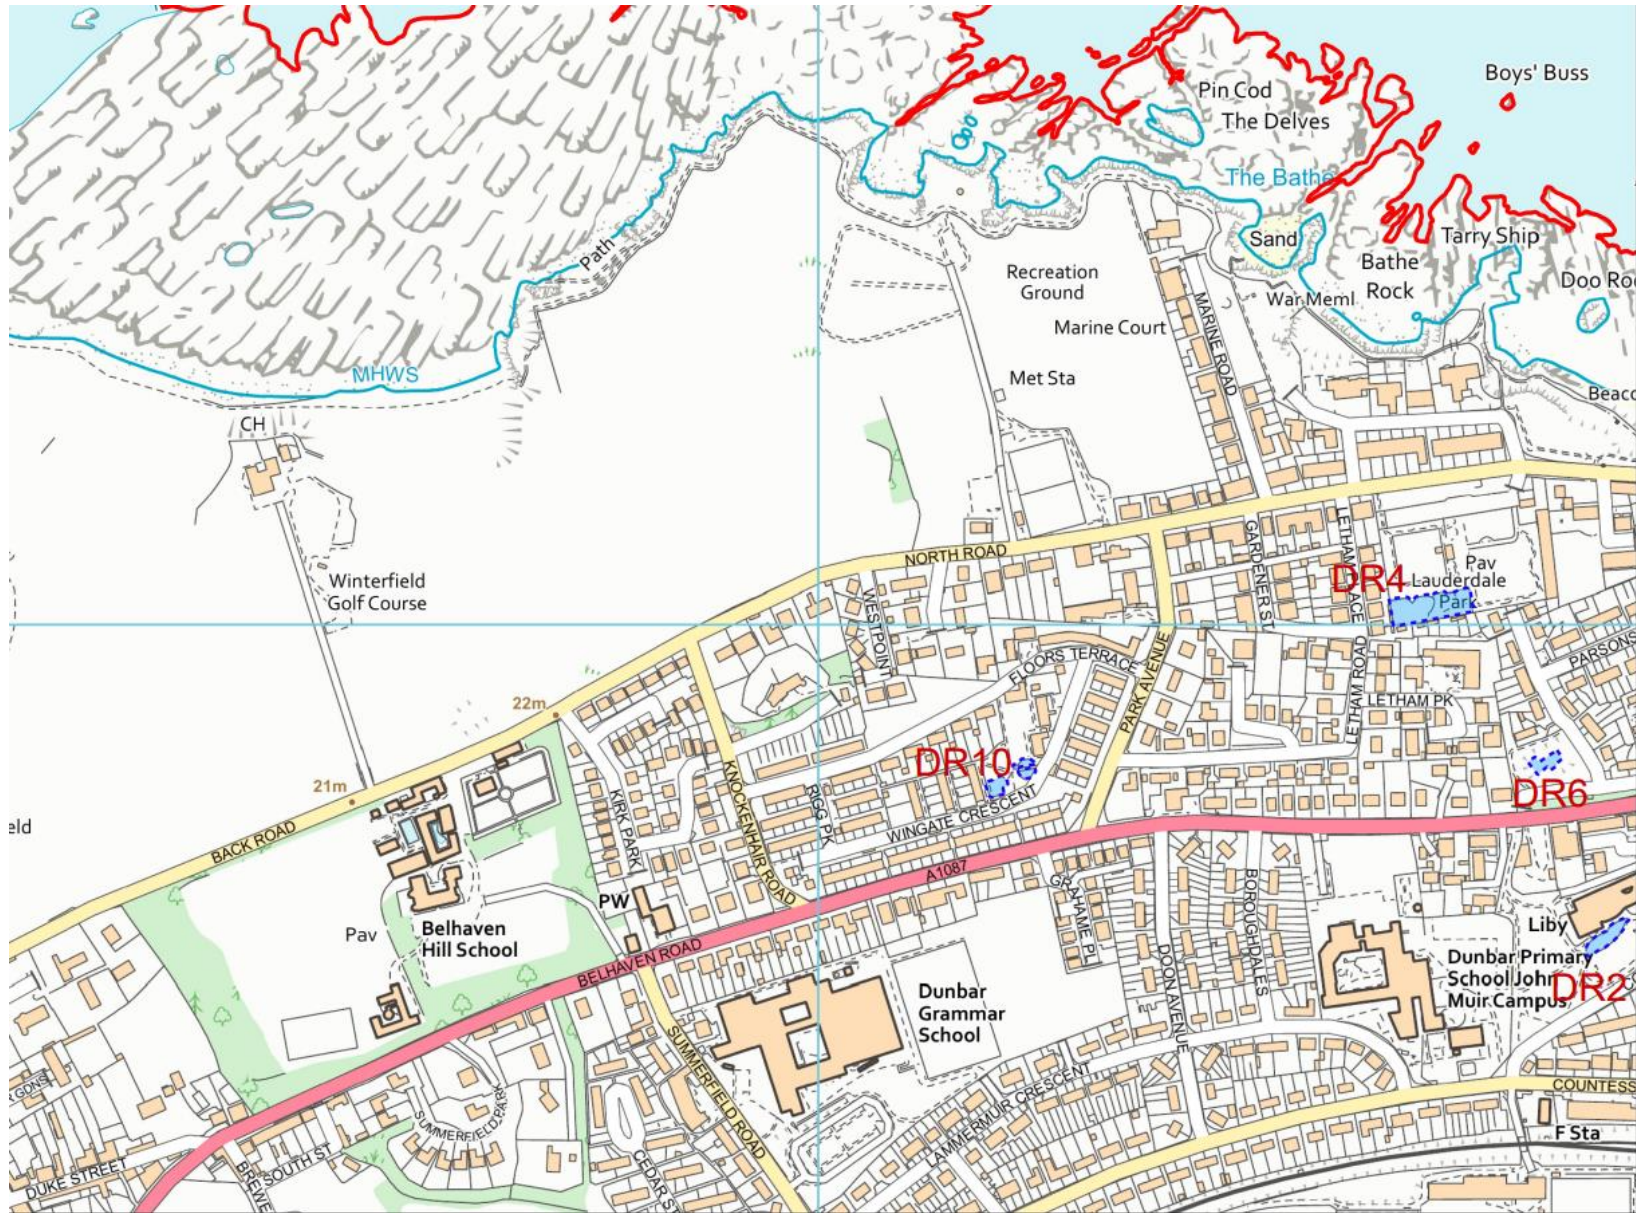 Boys' Buss
Pin Cod
The Delves
The Bathe
Sand
Tarry Ship
Path
Recreation
Ground
Bathe
Rock
Doo Ro
War Meml
Marine Court
MARINE ROAD
MHWS
Met Sta
Beaco
CH
NORTH ROAD
GARDENER ST
LETHAM PLACE
Pav
DR4
Lauderdale
Park
Winterfield
Golf Course
WESTPOINT
FLOORS TERRACE
PARK AVENUE
LETHAM ROAD
PARSONS
LETHAM PK
22m
21m
DR10
DR6
KNOCKENHAIR ROAD
RIGG PK
WINGATE CRESCENT
KIRK PARK
eld
BACK ROAD
A1087
GRAHAME PL
BOROUGHDALES
PW
Pav
Belhaven
Hill School
BELHAVEN ROAD
DOON AVENUE
Liby
Dunbar Primary
School John
Muir Campus
DR2
Dunbar
Grammar
School
SUMMERFIELD ROAD
LAMMERMUIR CRESCENT
COUNTESS
GDNS
SUMMERFIELD PARK
F Sta
DUKE STREET
SOUTH ST
BREWE
CEDAR ST